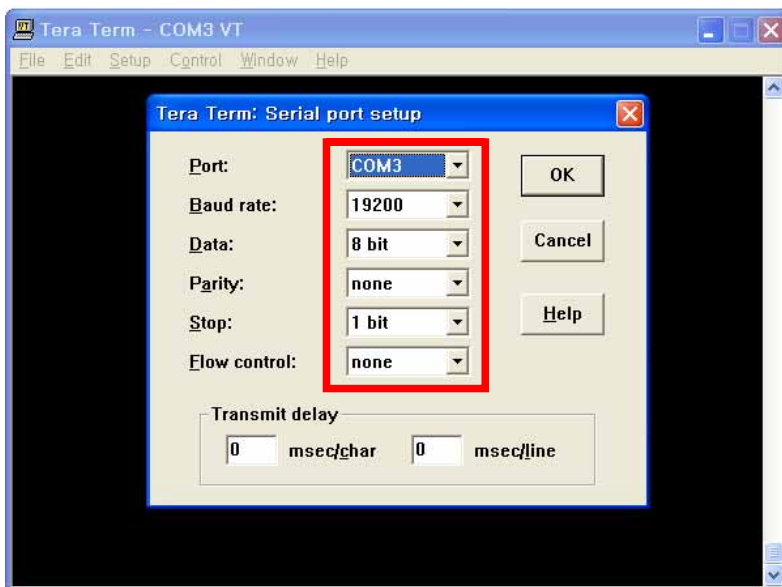 Tera Term - COM3 VT
File Edit Setup Control Window Help
Tera Term: Serial port setup
Port: COM3
OK
Baud rate: 19200
Data: 8 bit
Cancel
Parity: none
Stop: 1 bit
Help
Flow control: none
Transmit delay
0 msec/char 0 msec/line